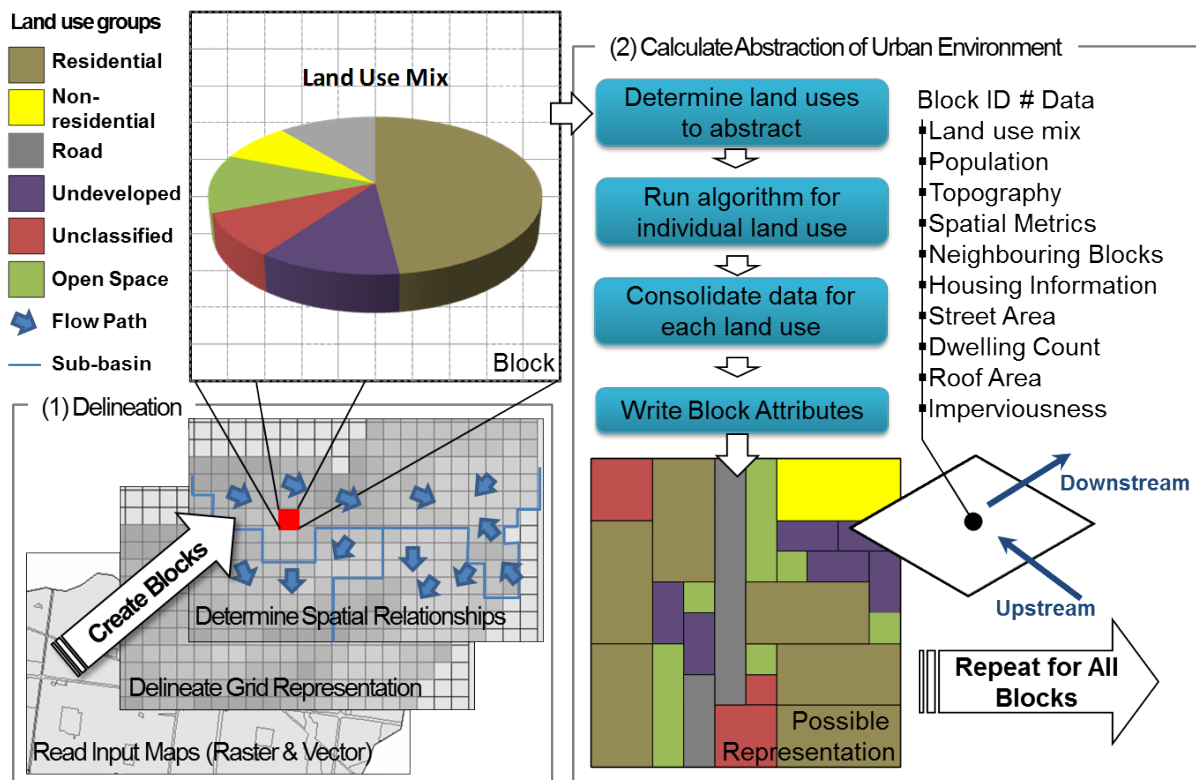 Land use groups
Residential
Non-
residential
Road
Undeveloped
Unclassified
Open Space
Flow Path
Sub-basin
Land Use Mix
Block
(1) Delineation
Create Blocks
Determine Spatial Relationships
Delineate Grid Representation
Read Input Maps (Raster & Vector)
(2) Calculate Abstraction of Urban Environment
Determine land uses
to abstract
Run algorithm for
individual land use
Consolidate data for
each land use
Write Block Attributes
Possible
Representation
Block ID # Data
Land use mix
Population
Topography
Spatial Metrics
Neighbouring Blocks
Housing Information
Street Area
Dwelling Count
Roof Area
Imperviousness
Downstream
Upstream
Repeat for All
Blocks